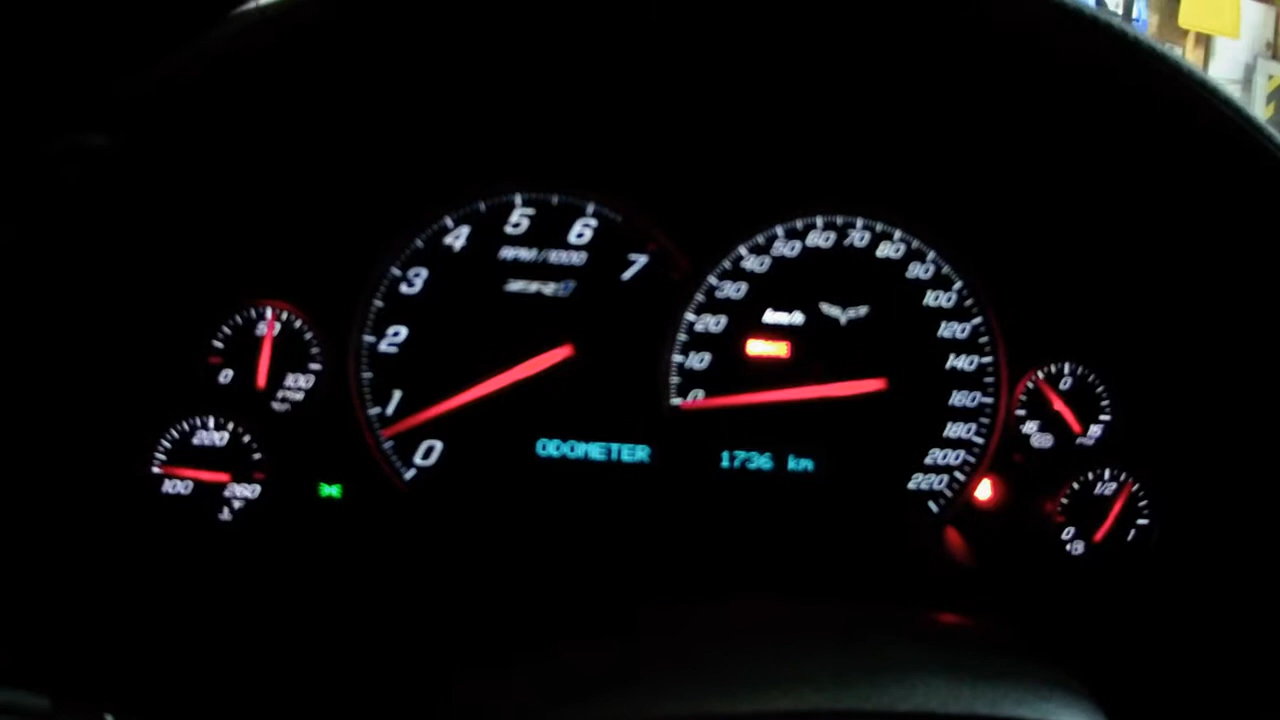 0 1 2 3 4 5 6 7
RPM/1000
ZR1
0 10 20 30 40 50 60 70 80 90 100 120 140 160 180 200 220
km/h
ODOMETER 1736 km
0 100
100 220 260
0
0 1/2 1